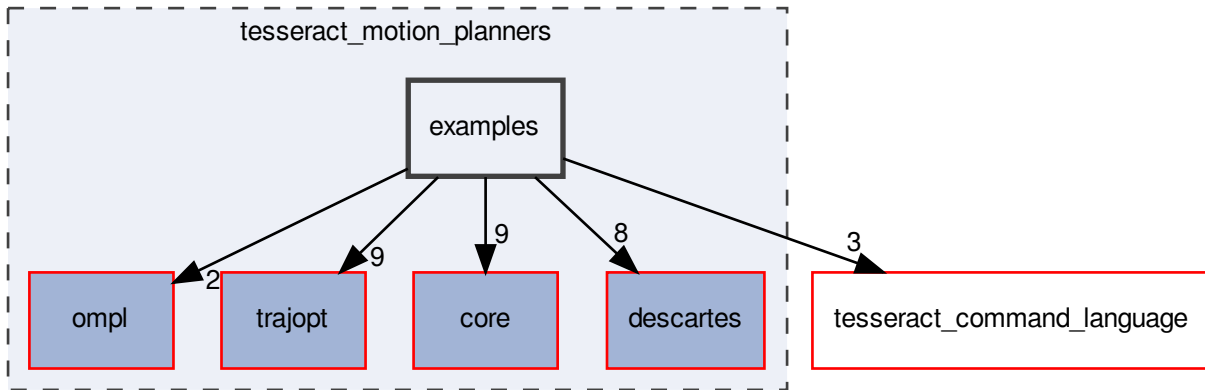 tesseract_motion_planners
examples
2
9
9
8
3
ompl
trajopt
core
descartes
tesseract_command_language